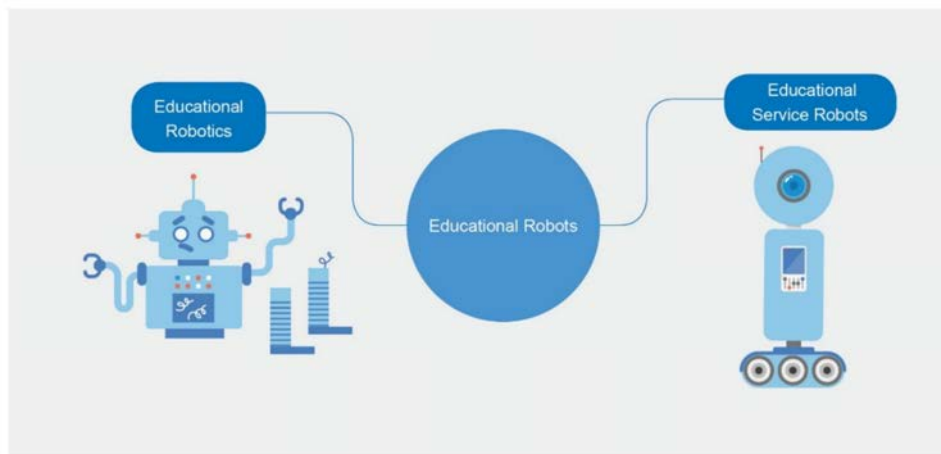 Educational
Robotics
Educational
Service Robots
Educational Robots